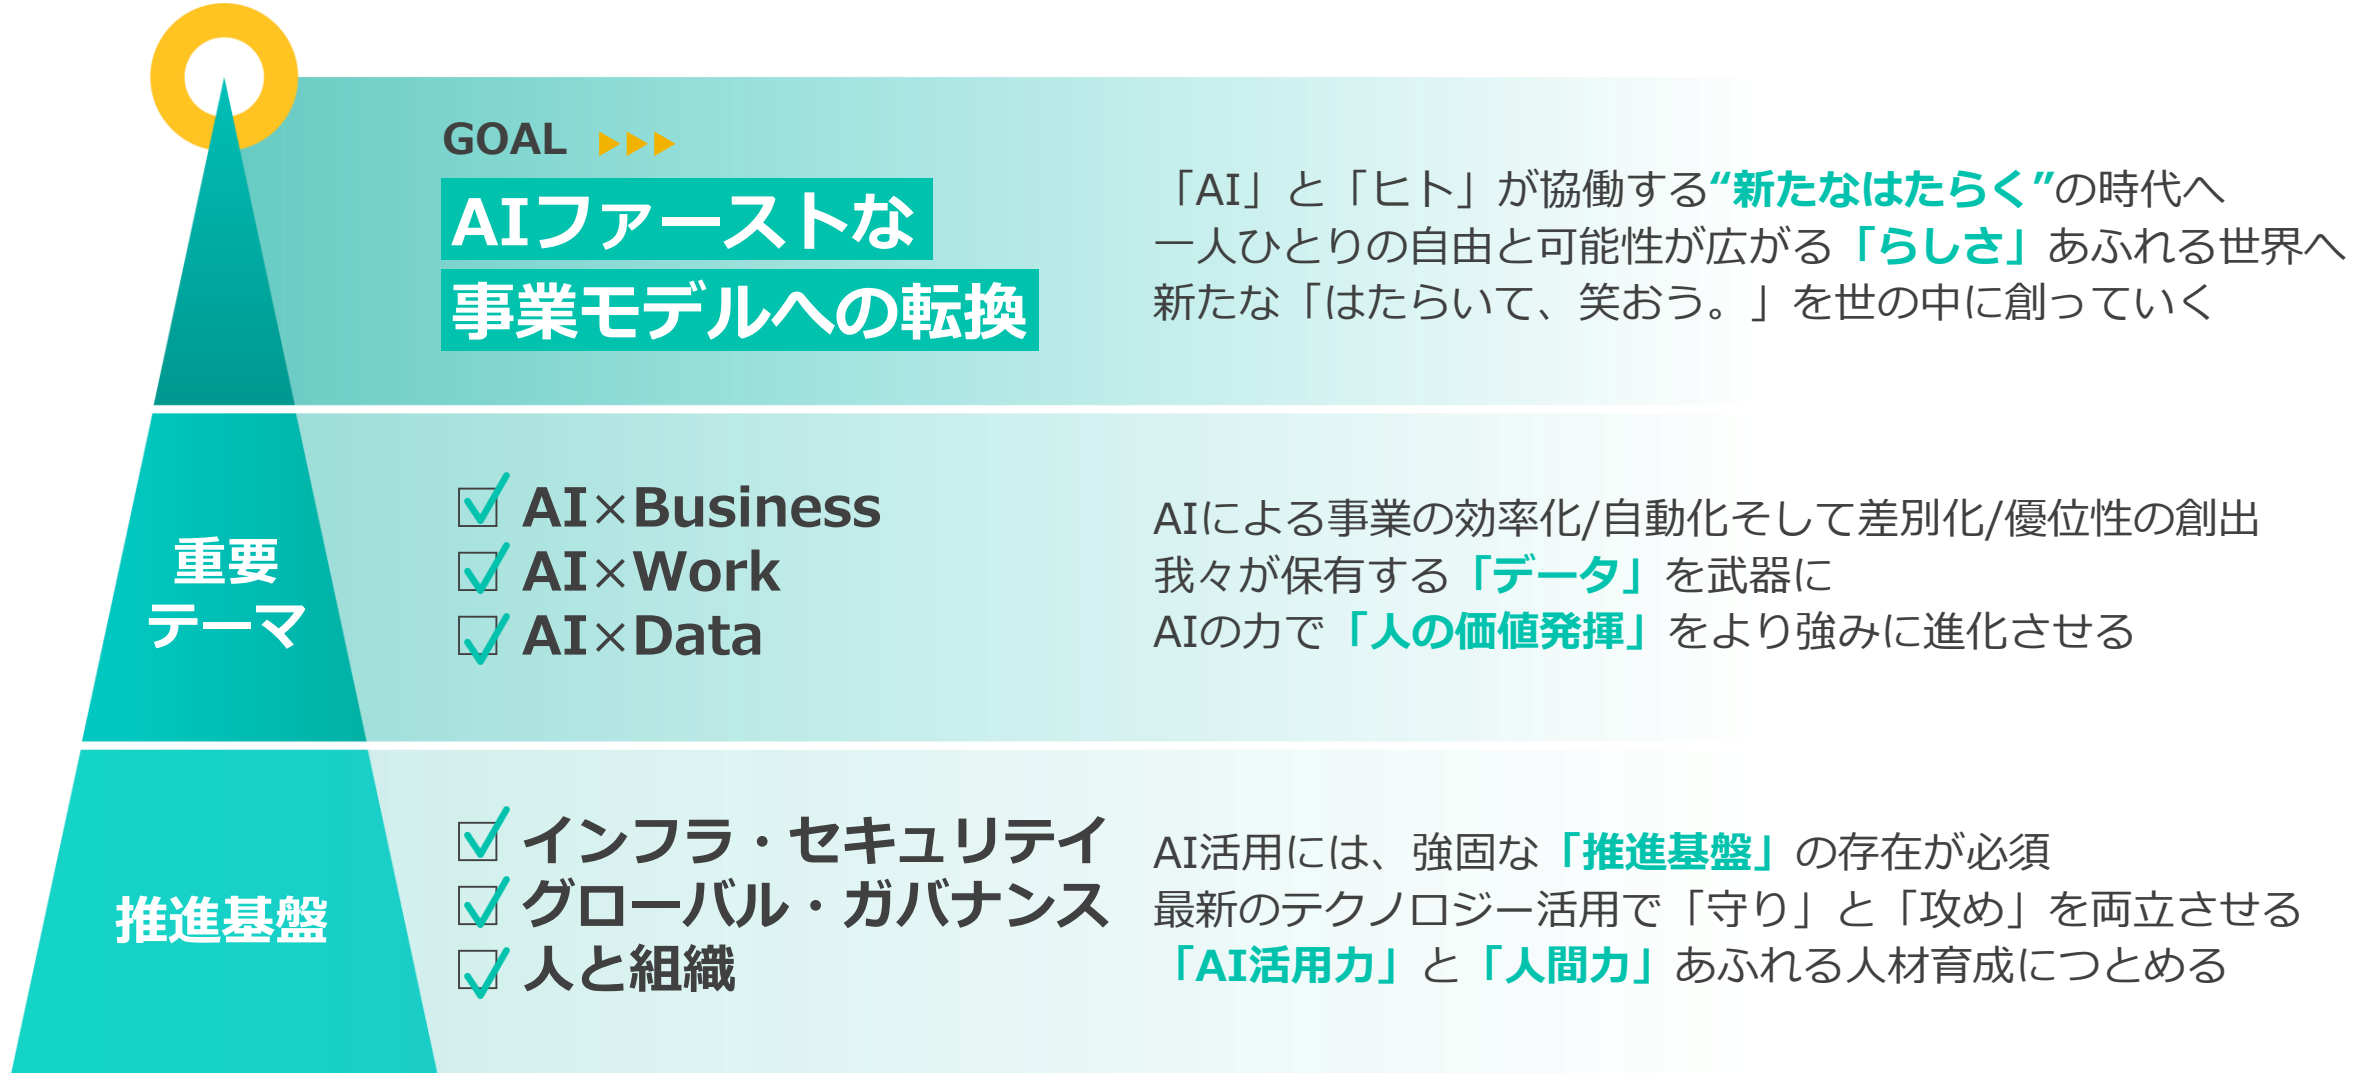 GOAL ▶▶▶
AIファーストな
事業モデルへの転換
「AI」と「ヒト」が協働する“新たなはたらく”の時代へ
一人ひとりの自由と可能性が広がる「らしさ」あふれる世界へ
新たな「はたらいて、笑おう。」を世の中に創っていく
重要
テーマ
AI×Business
AI×Work
AI×Data
AIによる事業の効率化/自動化そして差別化/優位性の創出
我々が保有する「データ」を武器に
AIの力で「人の価値発揮」をより強みに進化させる
推進基盤
インフラ・セキュリテイ
グローバル・ガバナンス
人と組織
AI活用には、強固な「推進基盤」の存在が必須
最新のテクノロジー活用で「守り」と「攻め」を両立させる
「AI活用力」と「人間力」あふれる人材育成につとめる